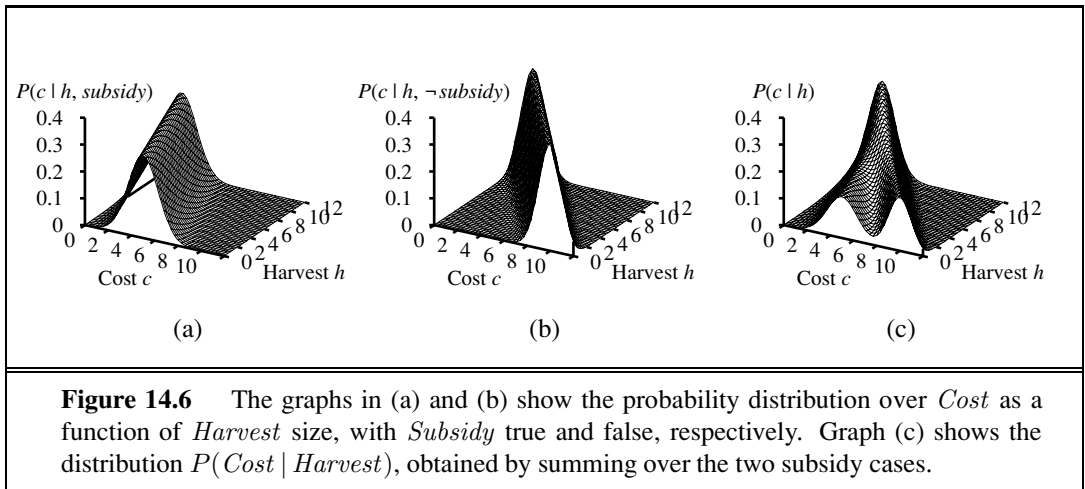 P(c | h, subsidy)
0.4
0.3
0.2
0.1
0
0 2 4 6 8 10
Cost c
0 2 4 6 8 10 12
Harvest h
(a)
P(c | h, ¬ subsidy)
0.4
0.3
0.2
0.1
0
0 2 4 6 8 10
Cost c
0 2 4 6 8 10 12
Harvest h
(b)
P(c | h)
0.4
0.3
0.2
0.1
0
0 2 4 6 8 10
Cost c
0 2 4 6 8 10 12
Harvest h
(c)
Figure 14.6 The graphs in (a) and (b) show the probability distribution over Cost as a
function of Harvest size, with Subsidy true and false, respectively. Graph (c) shows the
distribution P(Cost | Harvest), obtained by summing over the two subsidy cases.